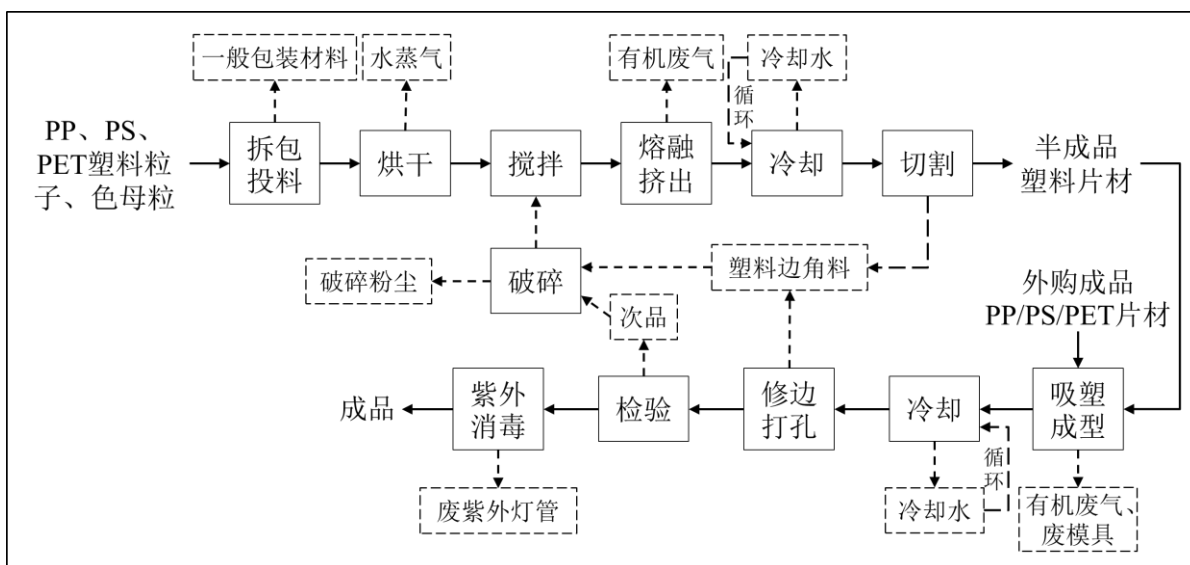 一般包装材料
水蒸气
有机废气
冷却水
循
环
PP、PS、
PET塑料粒
子、色母粒
拆包
投料
烘干
搅拌
熔融
挤出
冷却
切割
半成品
塑料片材
破碎粉尘
破碎
塑料边角料
次品
外购成品
PP/PS/PET片材
成品
紫外
消毒
检验
修边
打孔
冷却
吸塑
成型
循
环
废紫外灯管
冷却水
有机废气、
废模具